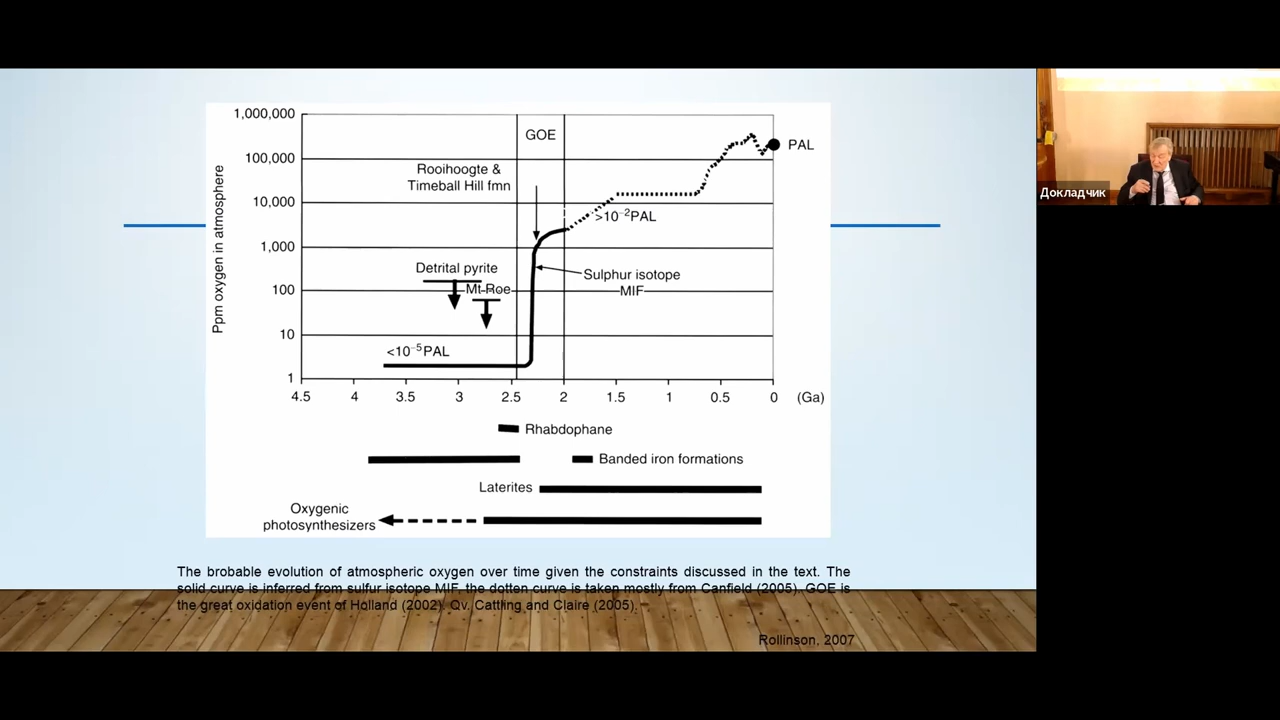 1,000,000
100,000
10,000
1,000
100
10
1
Ppm oxygen in atmosphere
GOE
PAL
Rooihoogte &
Timeball Hill fmn
>10⁻²PAL
Detrital pyrite
Mt Roe
Sulphur isotope
MIF
<10⁻⁵PAL
4.5 4 3.5 3 2.5 2 1.5 1 0.5 0 (Ga)
Rhabdophane
Banded iron formations
Laterites
Oxygenic
photosynthesizers
The brobable evolution of atmospheric oxygen over time given the constraints discussed in the text. The
solid curve is inferred from sulfur isotope MIF, the dotten curve is taken mostly from Canfield (2005). GOE is
the great oxidation event of Holland (2002). Qv. Cattling and Claire (2005).
Rollinson, 2007
Докладчик